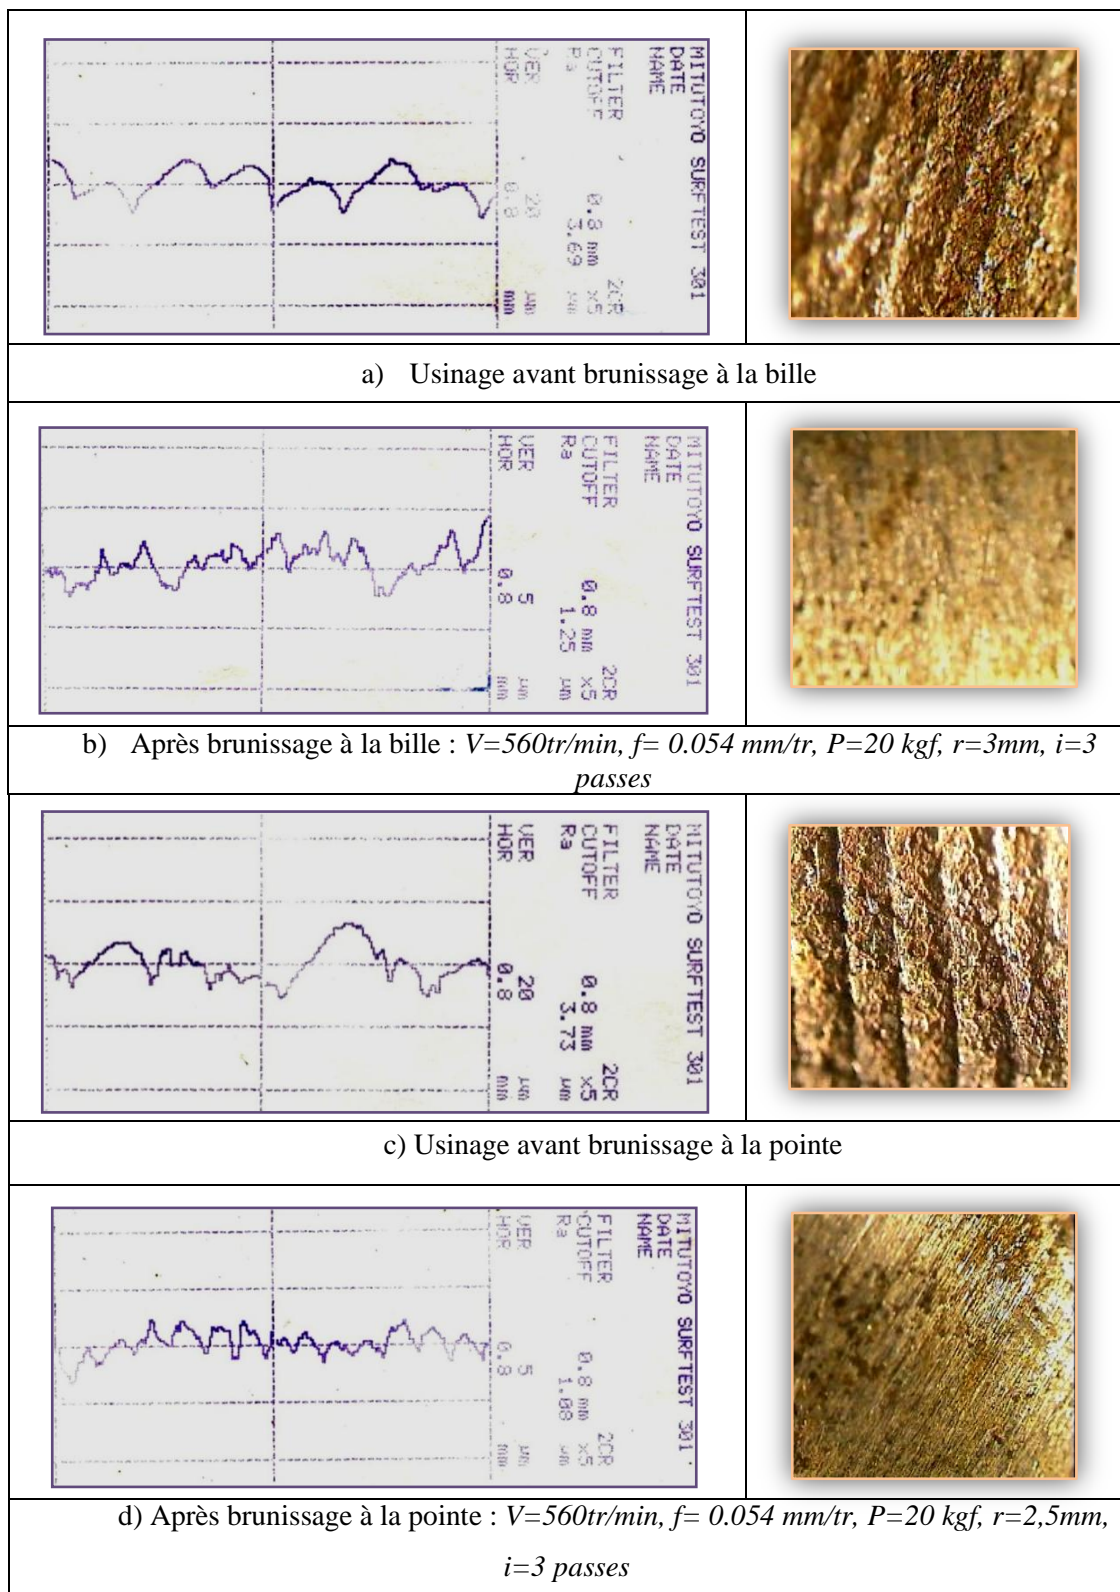 MITUTOYO SURFTEST 301
DATE
NAME
FILTER 2CR
CUTOFF 0.8 mm x5
Ra 3.69 µm
VER 20 µm
HOR 0.8 mm
a) Usinage avant brunissage à la bille
MITUTOYO SURFTEST 301
DATE
NAME
FILTER 2CR
CUTOFF 0.8 mm x5
Ra 1.25 µm
VER 5 µm
HOR 0.8 mm
b) Après brunissage à la bille : V=560tr/min, f= 0.054 mm/tr, P=20 kgf, r=3mm, i=3
passes
MITUTOYO SURFTEST 301
DATE
NAME
FILTER 2CR
CUTOFF 0.8 mm x5
Ra 3.73 µm
VER 20 µm
HOR 0.8 mm
c) Usinage avant brunissage à la pointe
MITUTOYO SURFTEST 301
DATE
NAME
FILTER 2CR
CUTOFF 0.8 mm x5
Ra 1.08 µm
VER 5 µm
HOR 0.8 mm
d) Après brunissage à la pointe : V=560tr/min, f= 0.054 mm/tr, P=20 kgf, r=2,5mm,
i=3 passes